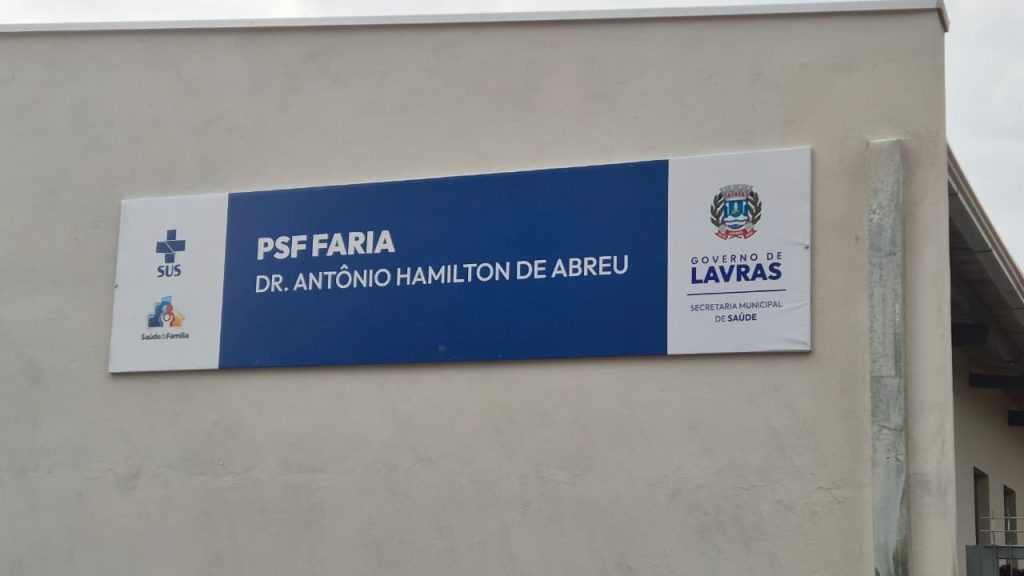 SUS
Saúde da Família
PSF FARIA
DR. ANTÔNIO HAMILTON DE ABREU
GOVERNO DE
LAVRAS
SECRETARIA MUNICIPAL
DE SAÚDE